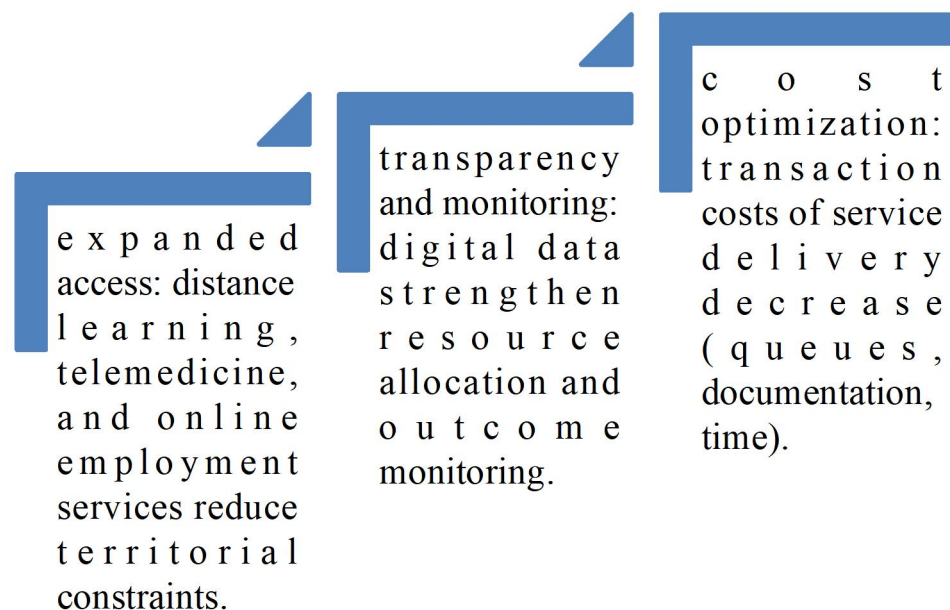 expanded
access: distance
learning,
telemedicine,
and online
employment
services reduce
territorial
constraints.
transparency
and monitoring:
digital data
strengthen
resource
allocation and
outcome
monitoring.
cost
optimization:
transaction
costs of service
delivery
decrease
(queues,
documentation,
time).